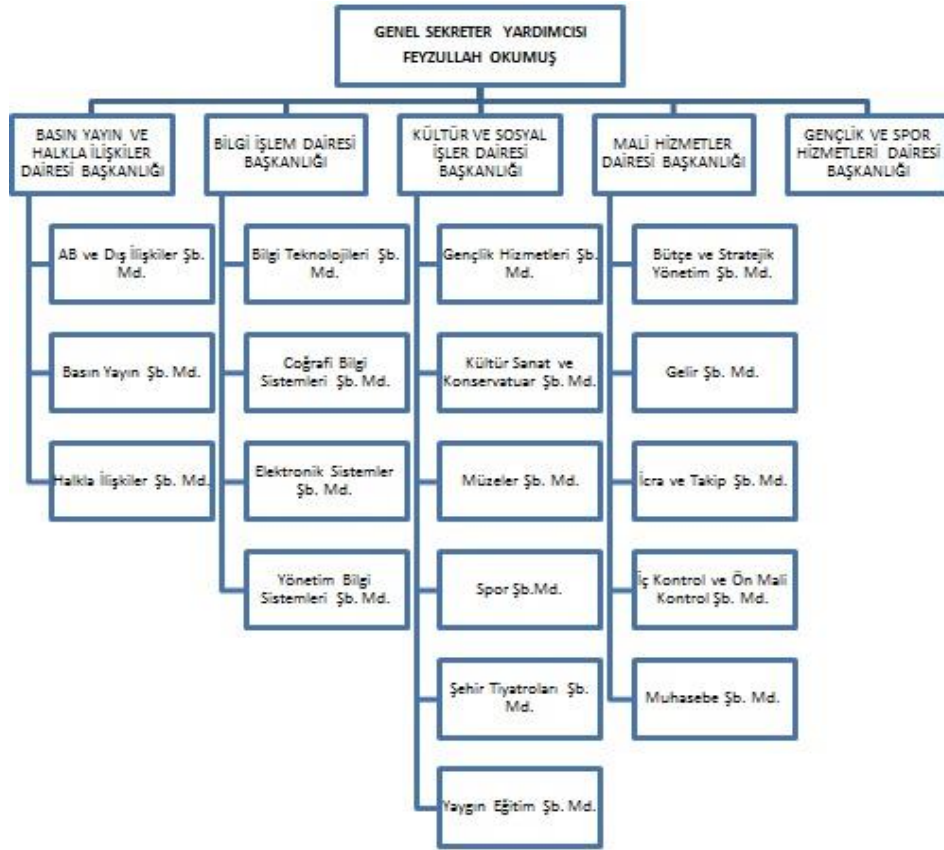 GENEL SEKRETER YARDIMCISI
FEYZULLAH OKUMUŞ
BASIN YAYIN VE
HALKLA İLİŞKİLER
DAİRESİ BAŞKANLIĞI
BİLGİ İŞLEM DAİRESİ
BAŞKANLIĞI
KÜLTÜR VE SOSYAL
İŞLER DAİRESİ
BAŞKANLIĞI
MALİ HİZMETLER
DAİRESİ BAŞKANLIĞI
GENÇLİK VE SPOR
HİZMETLERİ DAİRESİ
BAŞKANLIĞI
AB ve Dış İlişkiler Şb.
Md.
Basın Yayın Şb. Md.
Halkla İlişkiler Şb. Md.
Bilgi Teknolojileri Şb.
Md.
Coğrafi Bilgi
Sistemleri Şb. Md.
Elektronik Sistemler
Şb. Md.
Yönetim Bilgi
Sistemleri Şb. Md.
Gençlik Hizmetleri Şb.
Md.
Kültür Sanat ve
Konservatuar Şb. Md.
Müzeler Şb. Md.
Spor Şb.Md.
Şehir Tiyatroları Şb.
Md.
Yaygın Eğitim Şb. Md.
Bütçe ve Stratejik
Yönetim Şb. Md.
Gelir Şb. Md.
İcra ve Takip Şb. Md.
İç Kontrol ve Ön Mali
Kontrol Şb. Md.
Muhasebe Şb. Md.